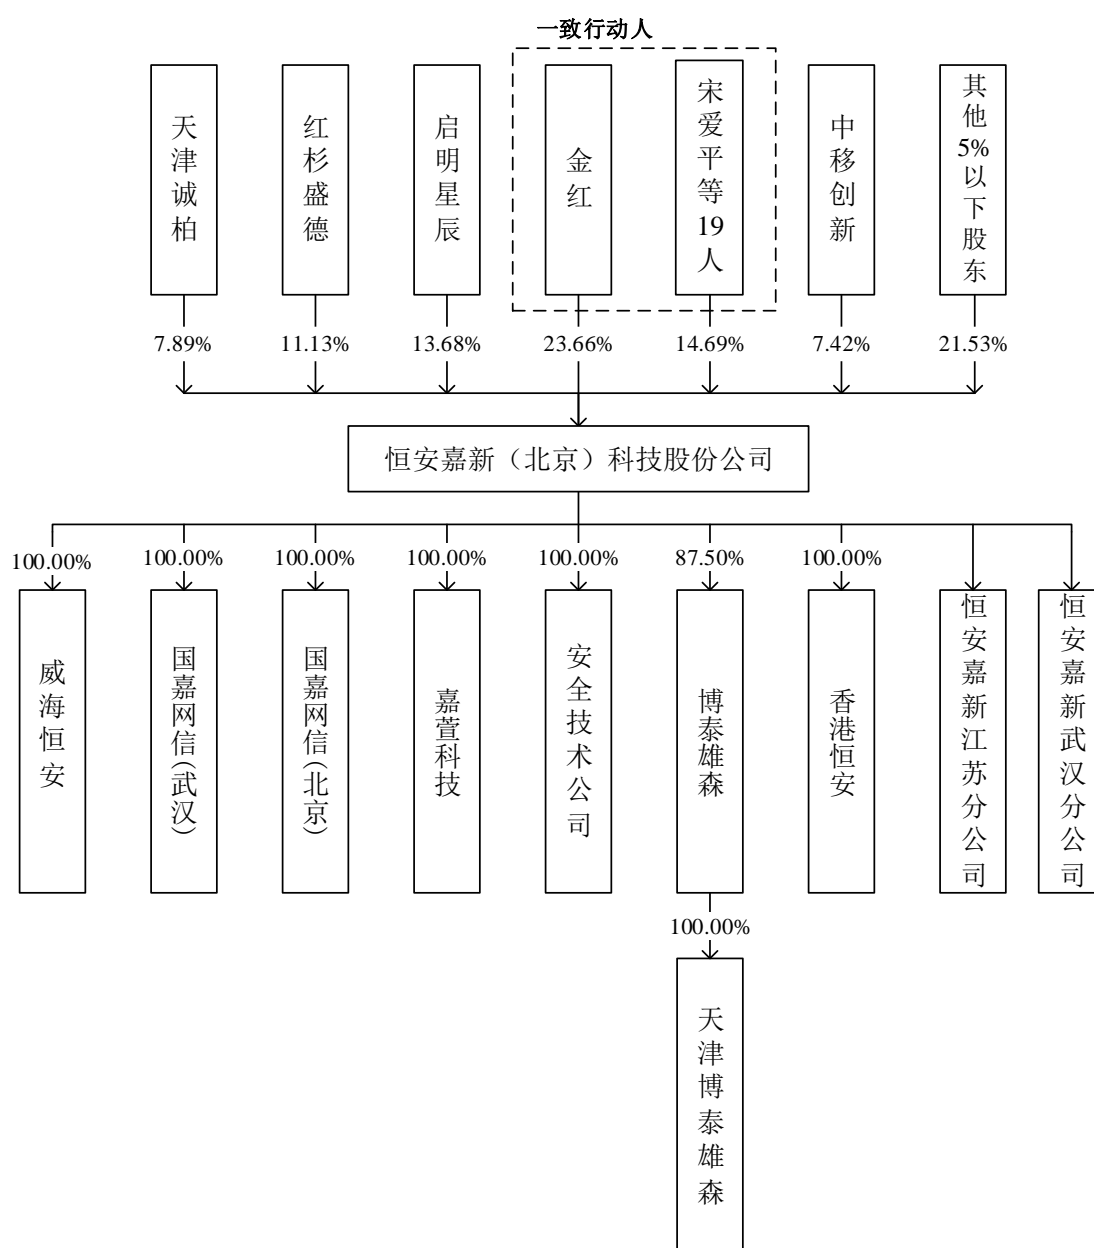 一致行动人
天津诚柏
红杉盛德
启明星辰
金红
宋爱平等19人
中移创新
其他5%以下股东
7.89%
11.13%
13.68%
23.66%
14.69%
7.42%
21.53%
恒安嘉新（北京）科技股份公司
100.00%
100.00%
100.00%
100.00%
100.00%
87.50%
100.00%
威海恒安
国嘉网信(武汉)
国嘉网信(北京)
嘉萱科技
安全技术公司
博泰雄森
香港恒安
恒安嘉新江苏分公司
恒安嘉新武汉分公司
100.00%
天津博泰雄森